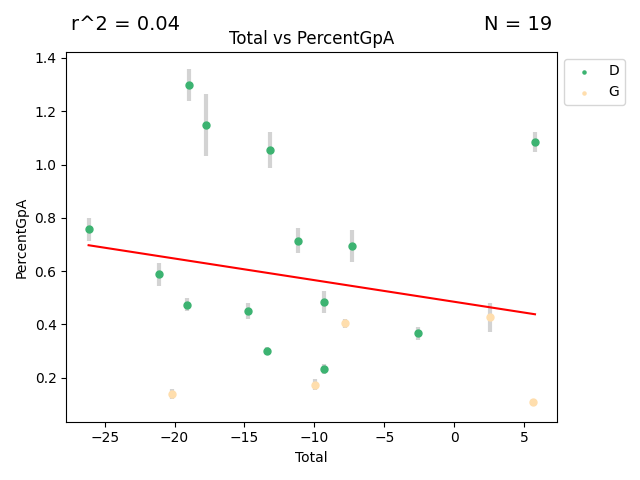 r^2 = 0.04
N = 19
Total vs PercentGpA
D
G
1.4
1.2
1.0
0.8
0.6
0.4
0.2
PercentGpA
−25
−20
−15
−10
−5
0
5
Total